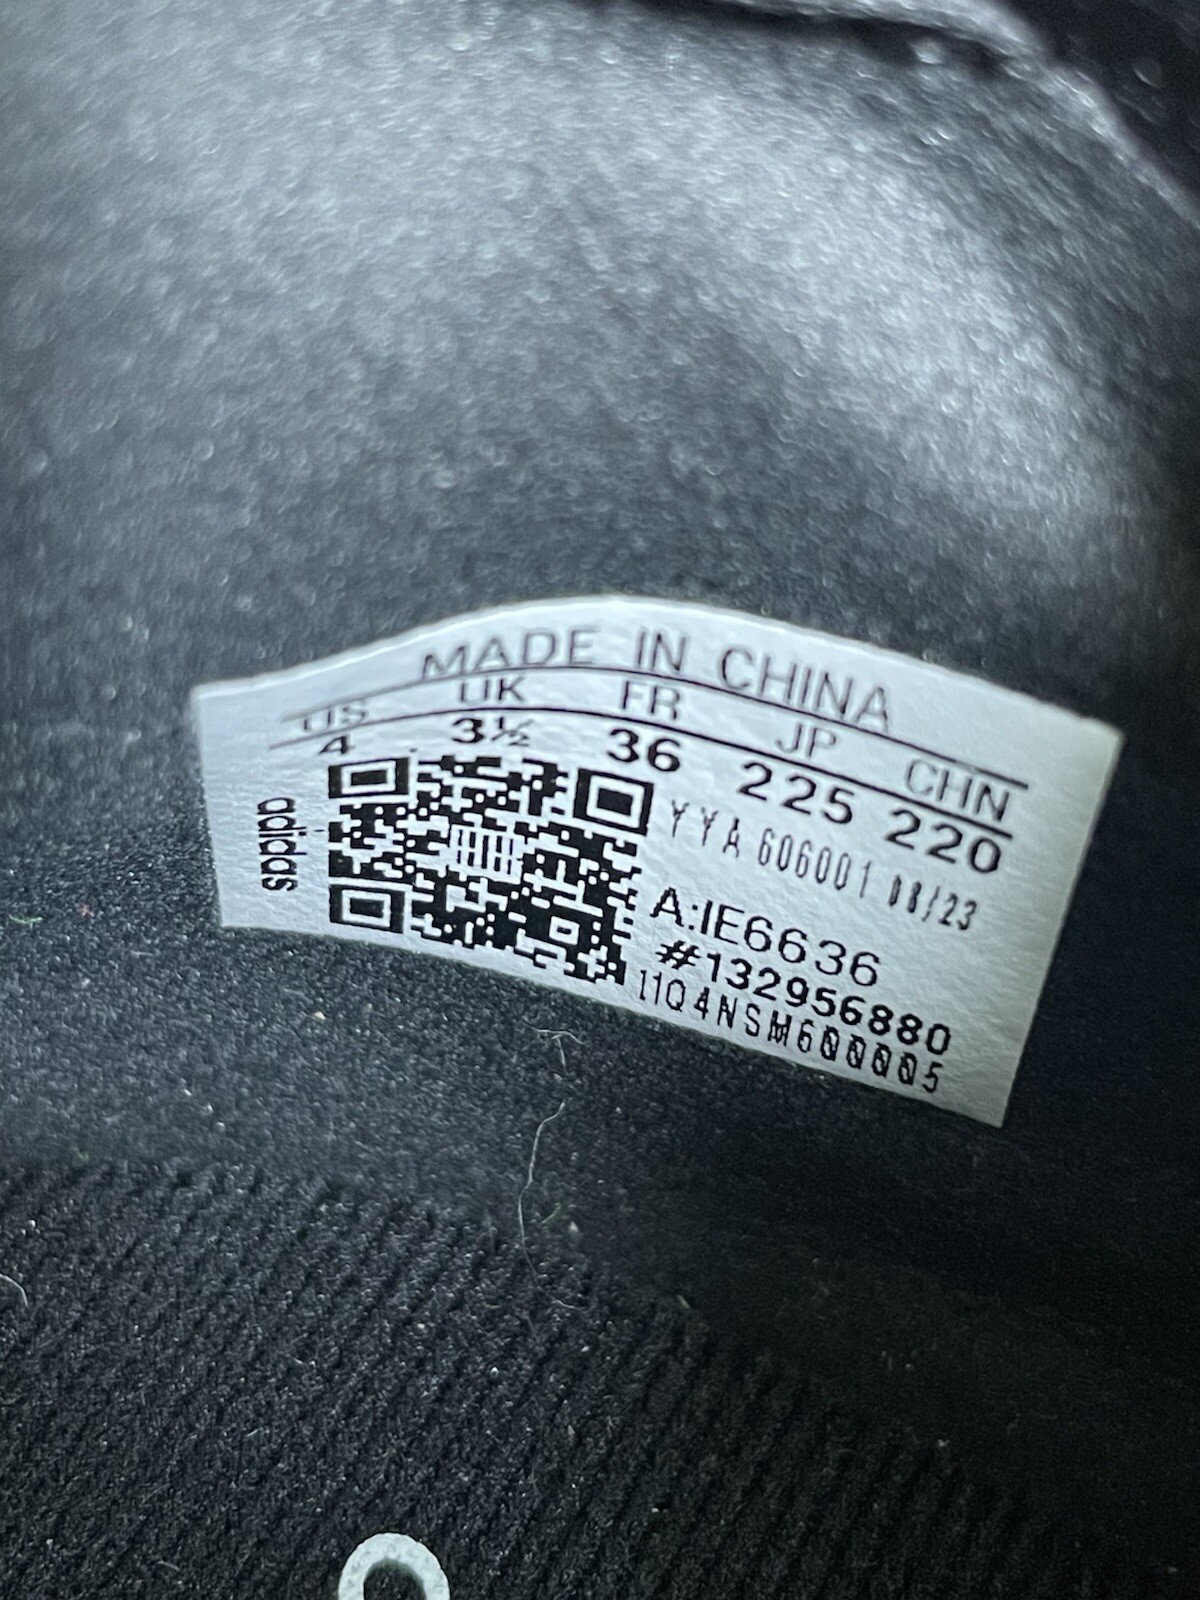 MADE IN CHINA
US UK FR JP CHN
4 3½ 36 225 220
YYA 606001 08/23
A:IE6636
#132956880
11Q4NSM600005
adidas